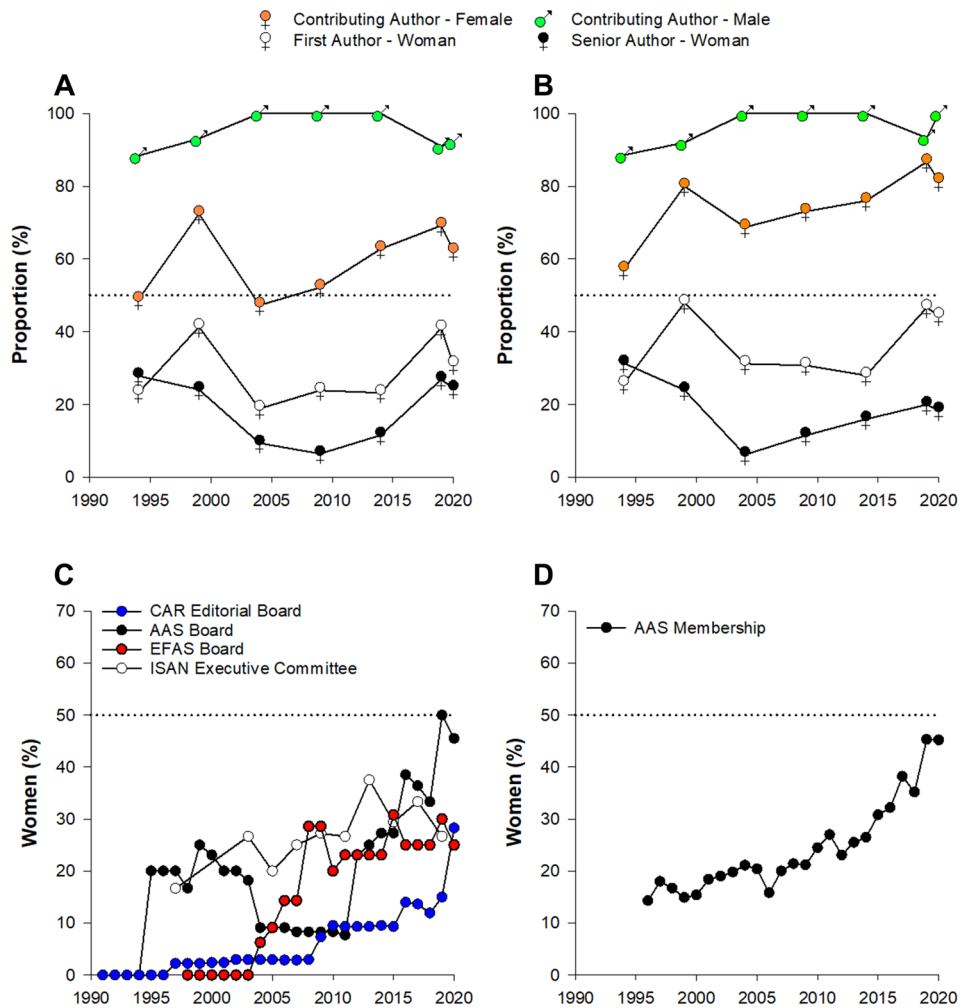 Contributing Author - Female
Contributing Author - Male
First Author - Woman
Senior Author - Woman
A
B
100
80
60
40
20
0
Proportion (%)
1990 1995 2000 2005 2010 2015 2020
100
80
60
40
20
0
Proportion (%)
1990 1995 2000 2005 2010 2015 2020
C
D
70
60
50
40
30
20
10
0
Women (%)
CAR Editorial Board
AAS Board
EFAS Board
ISAN Executive Committee
1990 1995 2000 2005 2010 2015 2020
70
60
50
40
30
20
10
0
Women (%)
AAS Membership
1990 1995 2000 2005 2010 2015 2020